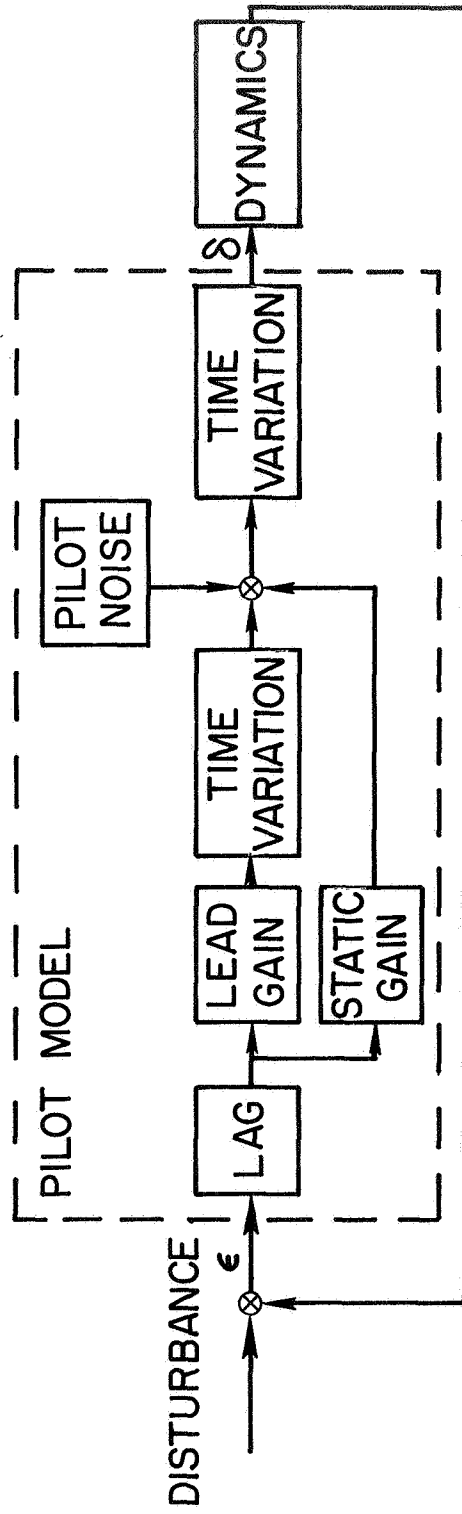 PILOT MODEL
DISTURBANCE
ϵ
LAG
LEAD
GAIN
STATIC
GAIN
TIME
VARIATION
PILOT
NOISE
TIME
VARIATION
δ
DYNAMICS